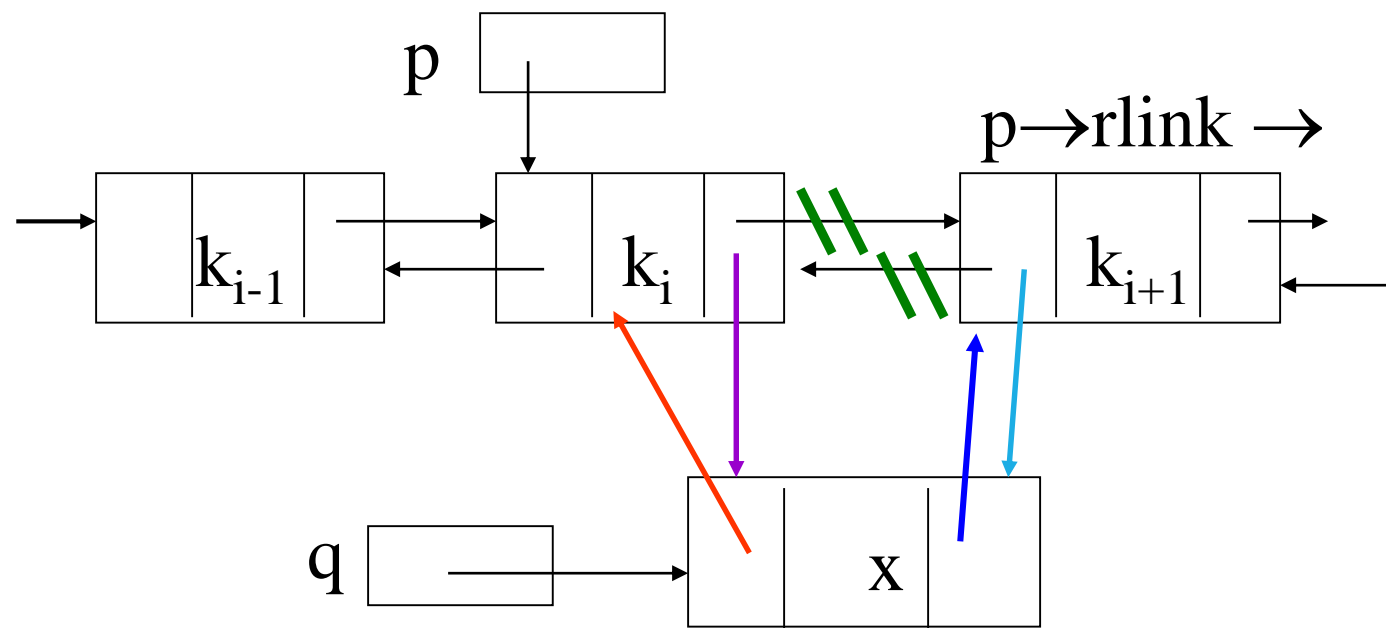 p
p→rlink →
kᵢ₋₁ kᵢ kᵢ₊₁
q x